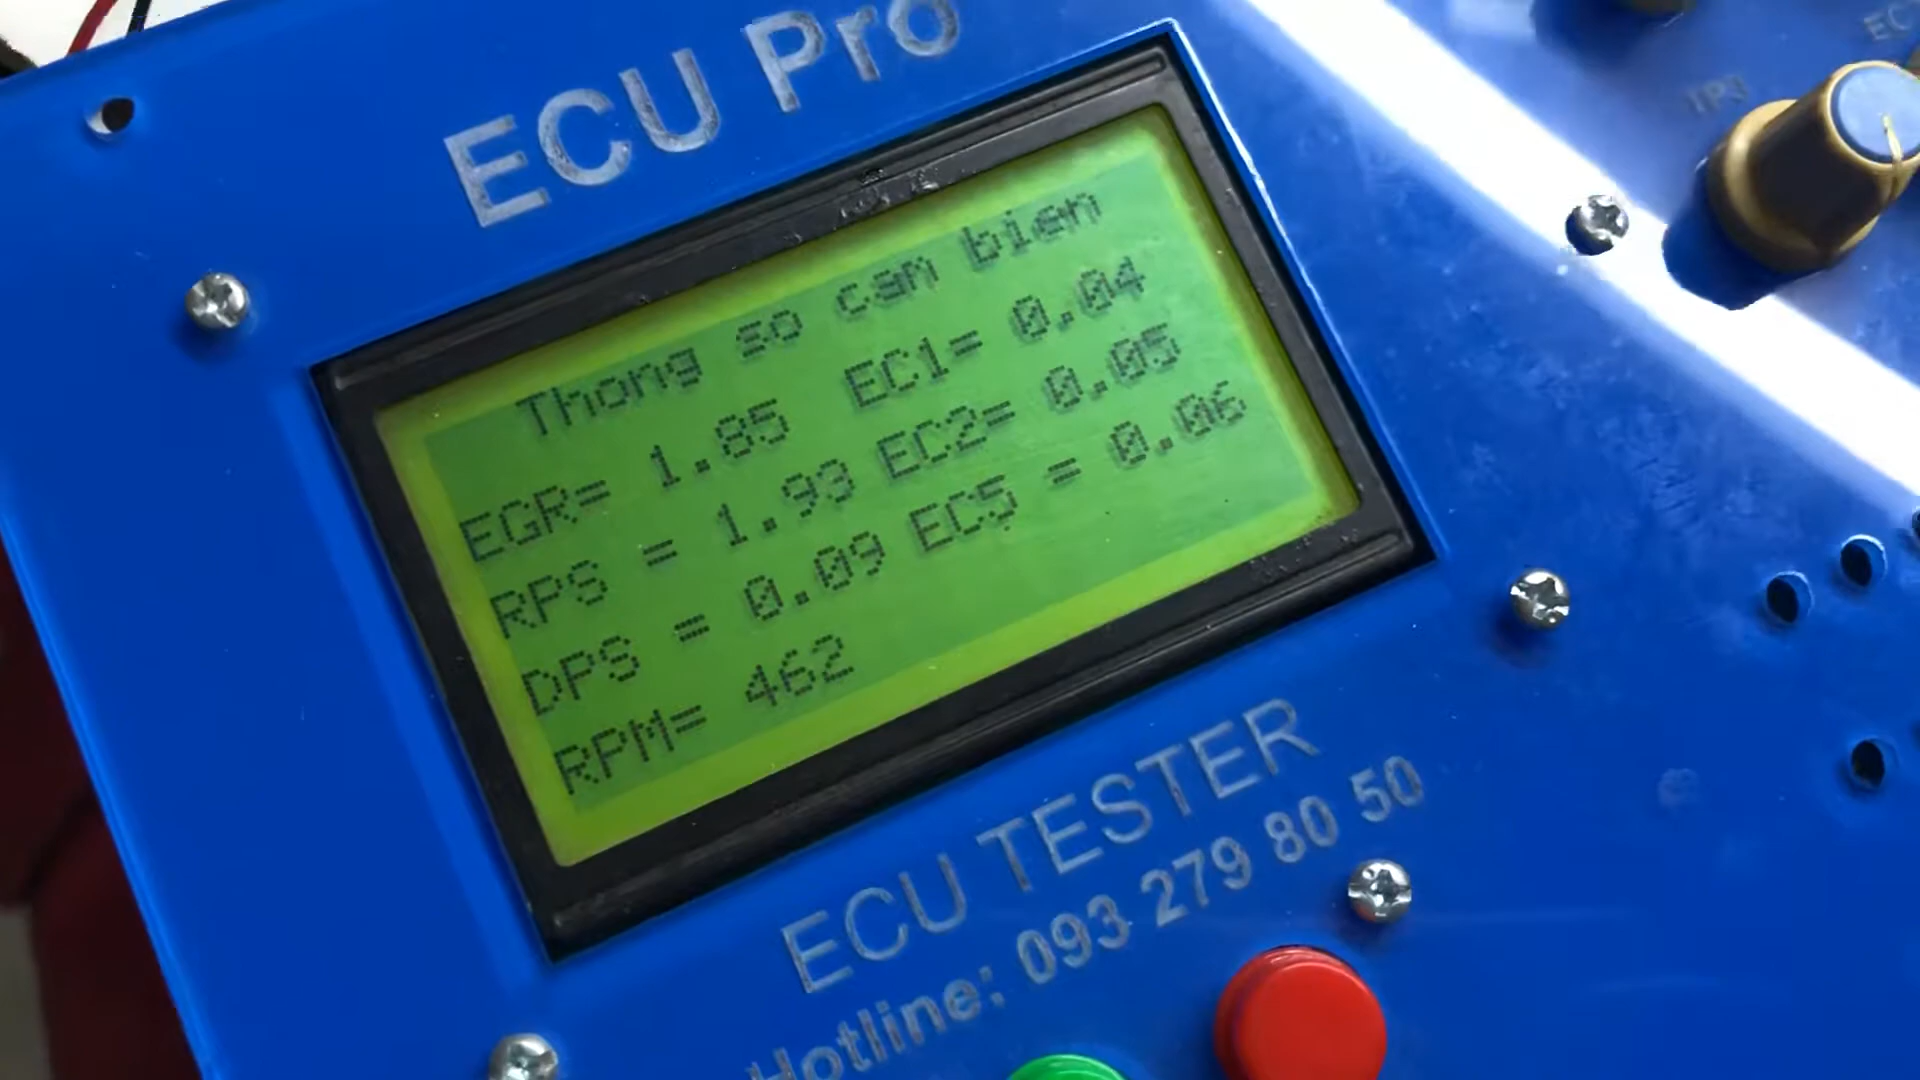 ECU Pro
Thong so cam bien
EGR= 1.85 EC1= 0.04
RPS = 1.93 EC2= 0.05
DPS = 0.09 EC5 = 0.06
RPM= 462
ECU TESTER
Hotline: 093 279 80 50